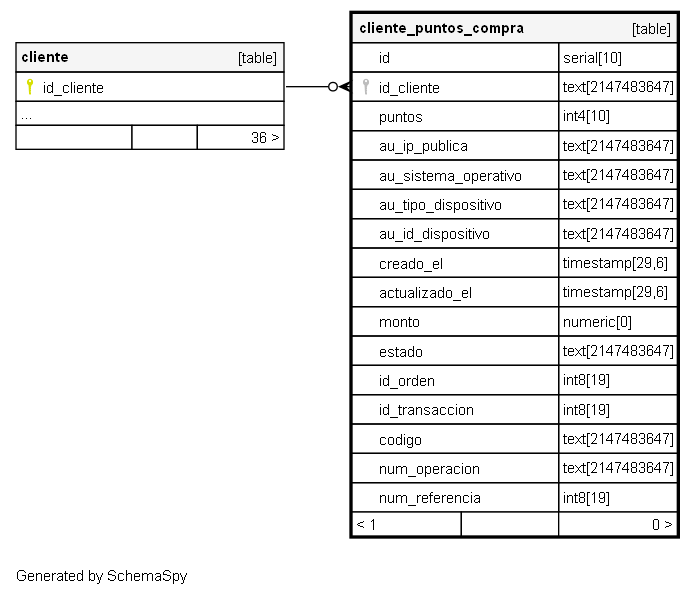 cliente [table]
id_cliente
...
36 >
cliente_puntos_compra [table]
id serial[10]
id_cliente text[2147483647]
puntos int4[10]
au_ip_publica text[2147483647]
au_sistema_operativo text[2147483647]
au_tipo_dispositivo text[2147483647]
au_id_dispositivo text[2147483647]
creado_el timestamp[29,6]
actualizado_el timestamp[29,6]
monto numeric[0]
estado text[2147483647]
id_orden int8[19]
id_transaccion int8[19]
codigo text[2147483647]
num_operacion text[2147483647]
num_referencia int8[19]
< 1 0 >
Generated by SchemaSpy